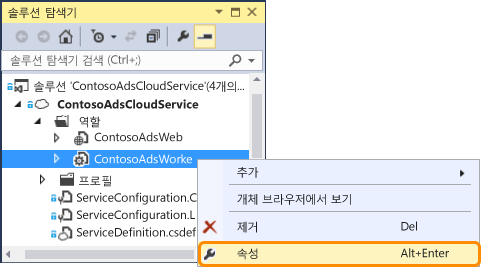 솔루션 탐색기
솔루션 탐색기 검색 (Ctrl+;)
솔루션 'ContosoAdsCloudService'(4개의
ContosoAdsCloudService
역할
ContosoAdsWeb
ContosoAdsWorke
프로필
ServiceConfiguration.C
ServiceConfiguration.L
ServiceDefinition.csdef
추가
개체 브라우저에서 보기
제거 Del
속성 Alt+Enter